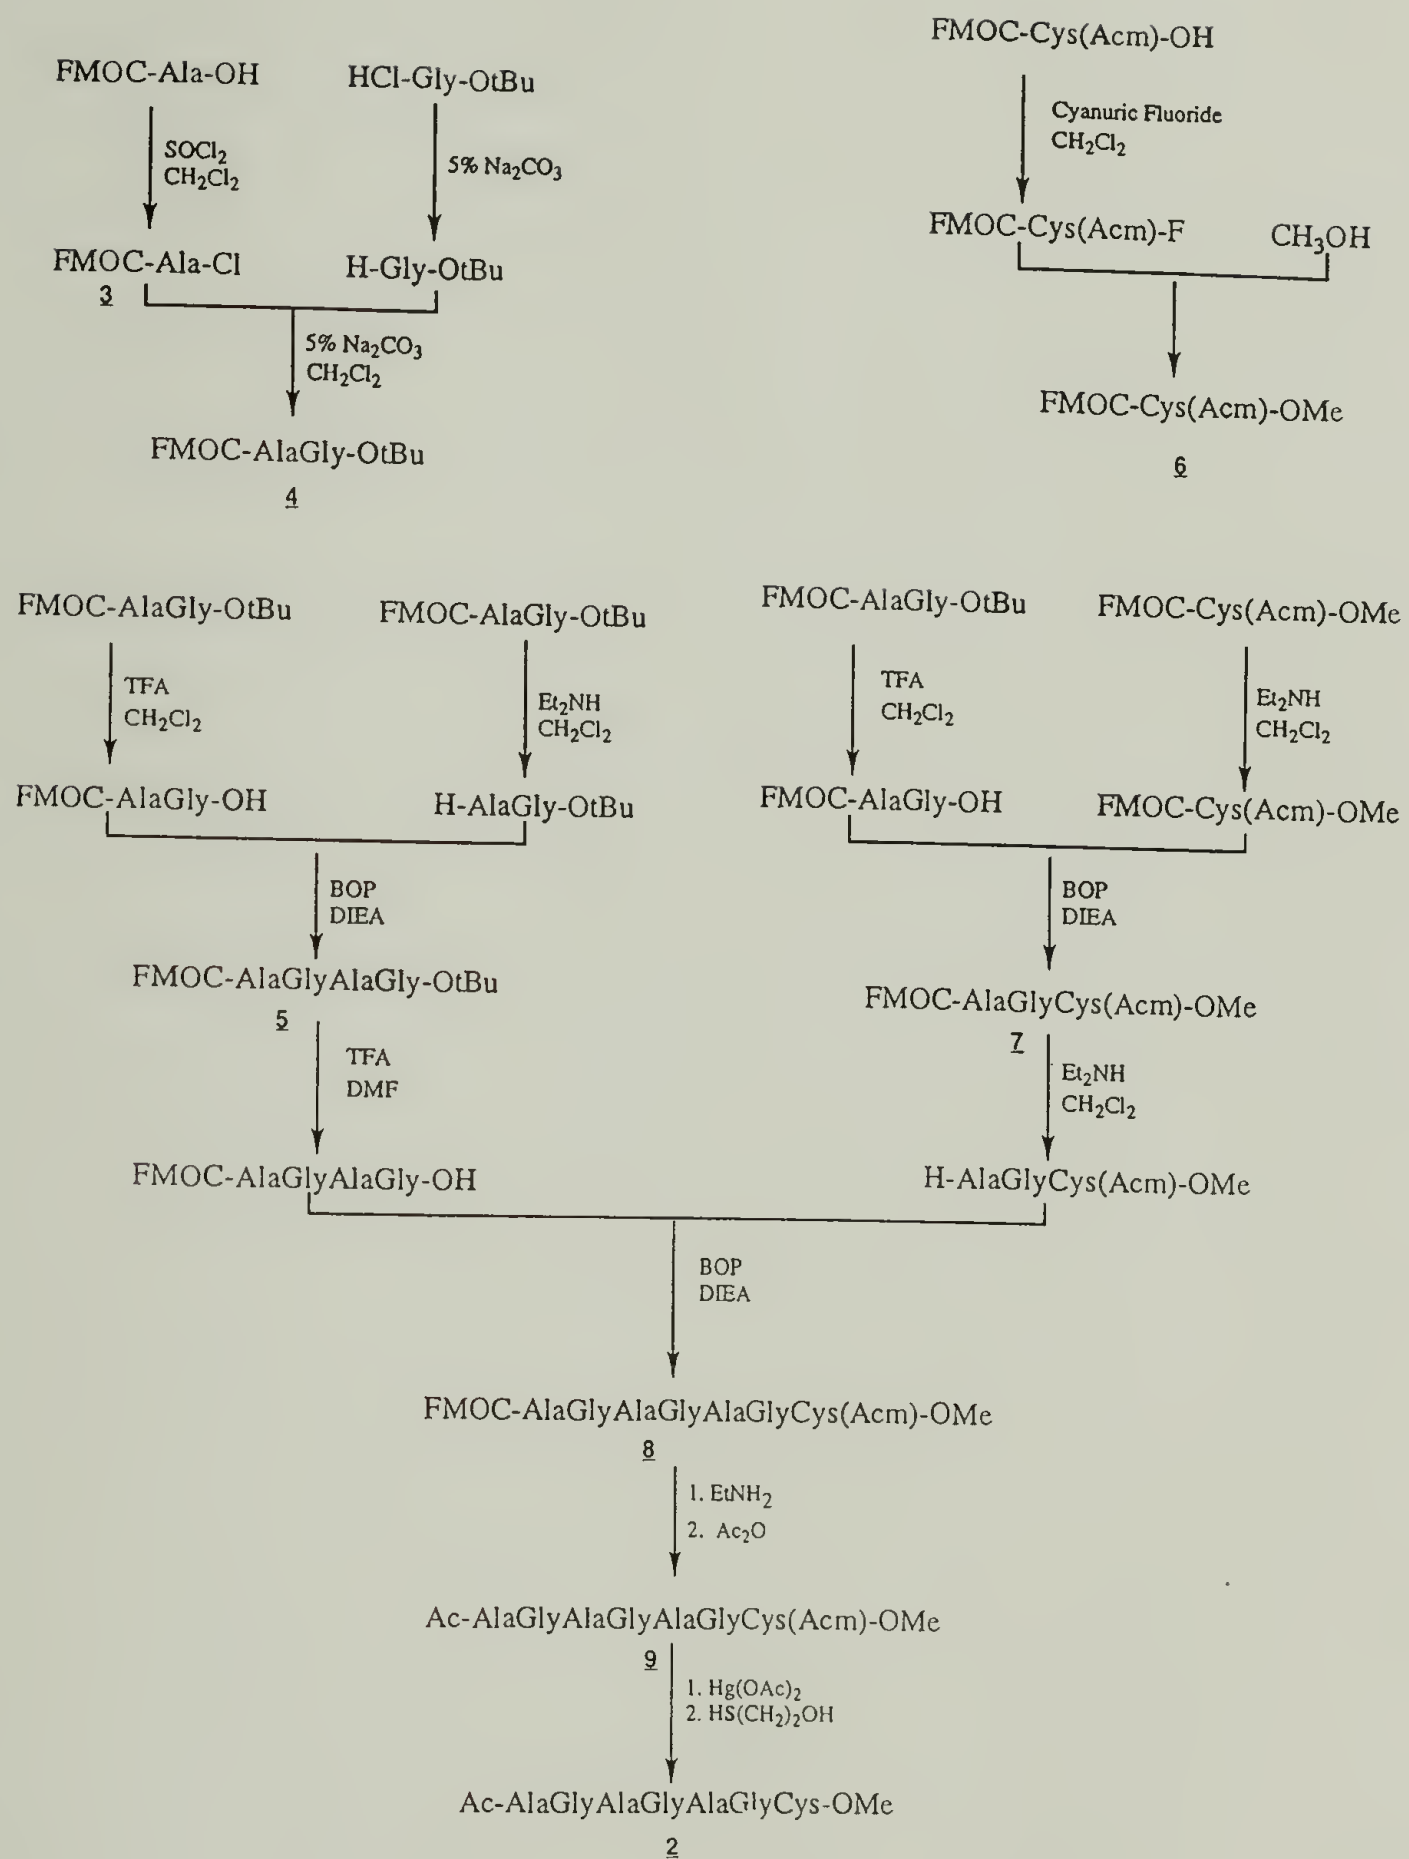 FMOC-Ala-OH
HCl-Gly-OtBu
SOCl2
CH2Cl2
5% Na2CO3
FMOC-Ala-Cl
3
H-Gly-OtBu
5% Na2CO3
CH2Cl2
FMOC-AlaGly-OtBu
4
FMOC-Cys(Acm)-OH
Cyanuric Fluoride
CH2Cl2
FMOC-Cys(Acm)-F
CH3OH
FMOC-Cys(Acm)-OMe
6
FMOC-AlaGly-OtBu
FMOC-AlaGly-OtBu
TFA
CH2Cl2
Et2NH
CH2Cl2
FMOC-AlaGly-OH
H-AlaGly-OtBu
BOP
DIEA
FMOC-AlaGlyAlaGly-OtBu
5
TFA
DMF
FMOC-AlaGlyAlaGly-OH
FMOC-AlaGly-OtBu
FMOC-Cys(Acm)-OMe
TFA
CH2Cl2
Et2NH
CH2Cl2
FMOC-AlaGly-OH
FMOC-Cys(Acm)-OMe
BOP
DIEA
FMOC-AlaGlyCys(Acm)-OMe
7
Et2NH
CH2Cl2
H-AlaGlyCys(Acm)-OMe
BOP
DIEA
FMOC-AlaGlyAlaGlyAlaGlyCys(Acm)-OMe
8
1. EtNH2
2. Ac2O
Ac-AlaGlyAlaGlyAlaGlyCys(Acm)-OMe
9
1. Hg(OAc)2
2. HS(CH2)2OH
Ac-AlaGlyAlaGlyAlaGlyCys-OMe
2